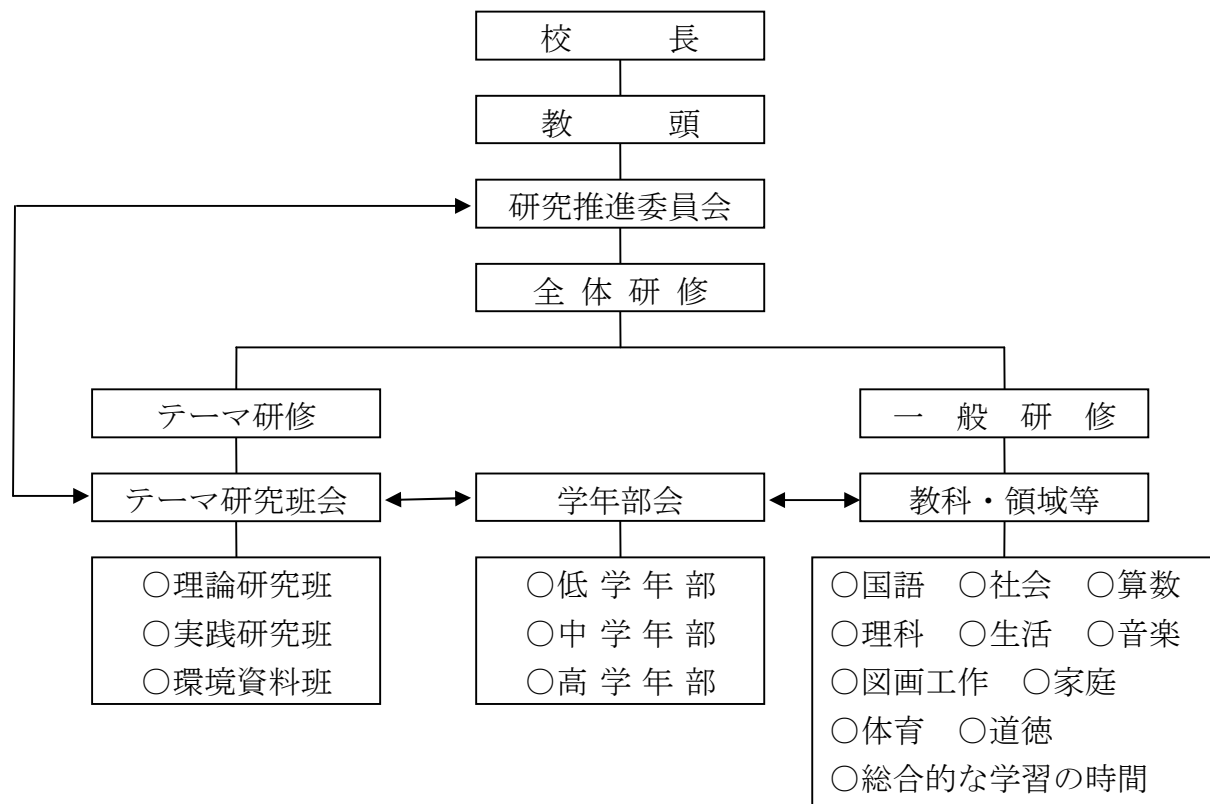 校　　　長
教　　　頭
研究推進委員会
全 体 研 修
テーマ研修
一　般　研　修
テーマ研究班会
学年部会
教科・領域等
○理論研究班
○実践研究班
○環境資料班
○低 学 年 部
○中 学 年 部
○高 学 年 部
○国語　○社会　○算数
○理科　○生活　○音楽
○図画工作　○家庭
○体育　○道徳
○総合的な学習の時間